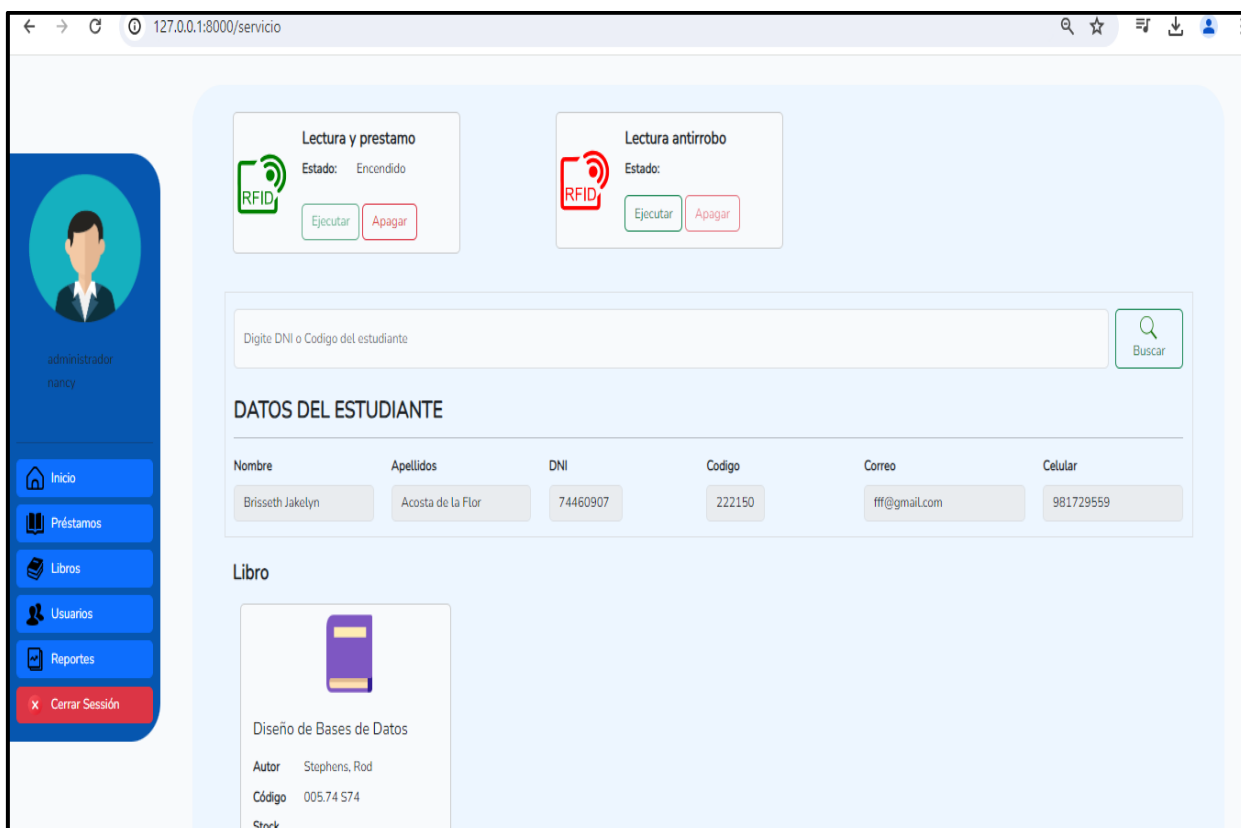 127.0.0.1:8000/servicio
Lectura y prestamo
RFID
Estado: Encendido
Ejecutar Apagar
Lectura antirrobo
RFID
Estado:
Ejecutar Apagar
administrador
nancy
Inicio
Préstamos
Libros
Usuarios
Reportes
x Cerrar Sessión
Digite DNI o Codigo del estudiante
Buscar
DATOS DEL ESTUDIANTE
Nombre Apellidos DNI Codigo Correo Celular
Brisseth Jakelyn Acosta de la Flor 74460907 222150 fff@gmail.com 981729559
Libro
Diseño de Bases de Datos
Autor Stephens, Rod
Código 005.74 S74
Stock